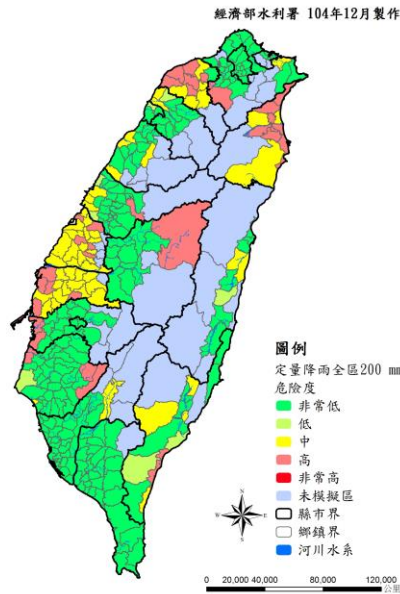 經濟部水利署 104年12月製作
圖例
定量降雨全區200 mm
危險度
非常低
低
中
高
非常高
未模擬區
縣市界
鄉鎮界
河川水系
N
W E
S
0 20,000 40,000 80,000 120,000
公里